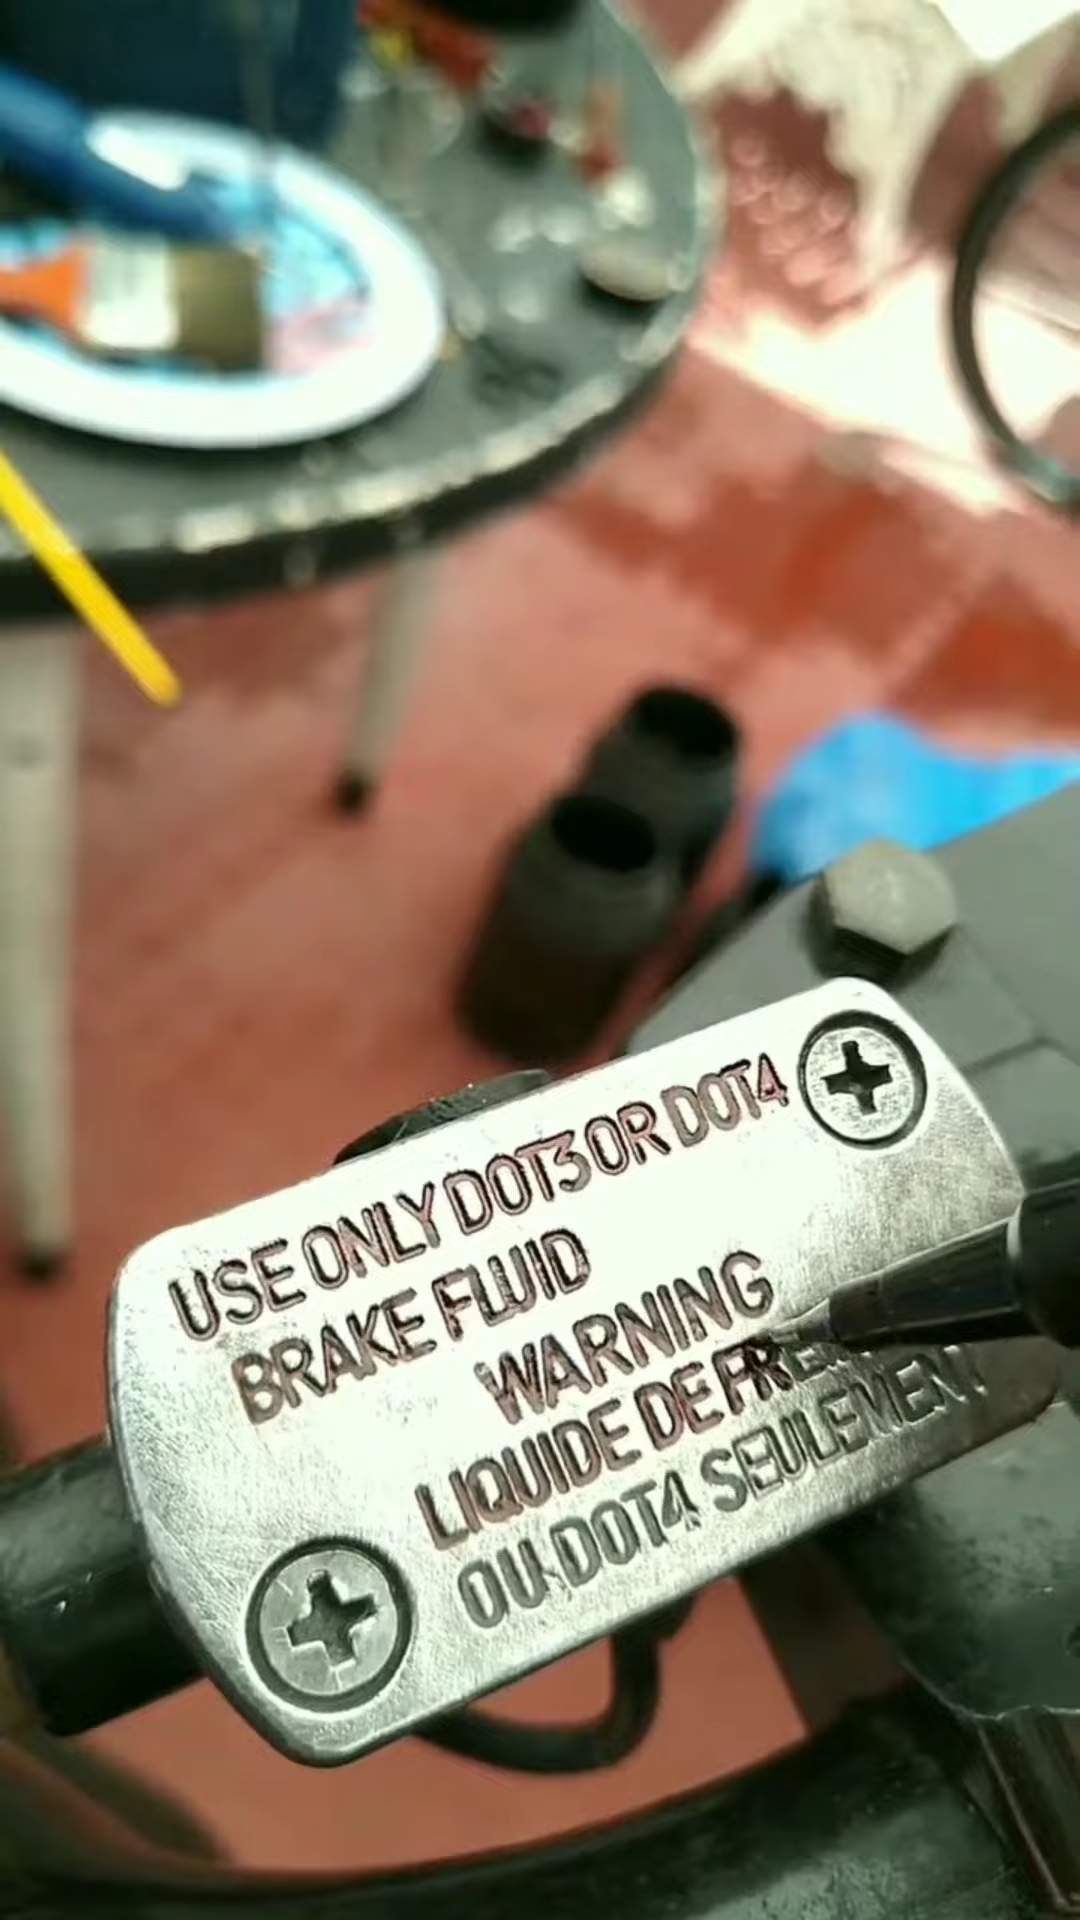 USE ONLY DOT3 OR DOT4
BRAKE FLUID
WARNING
LIQUIDE DE
OU DOT4 SEULEMENT